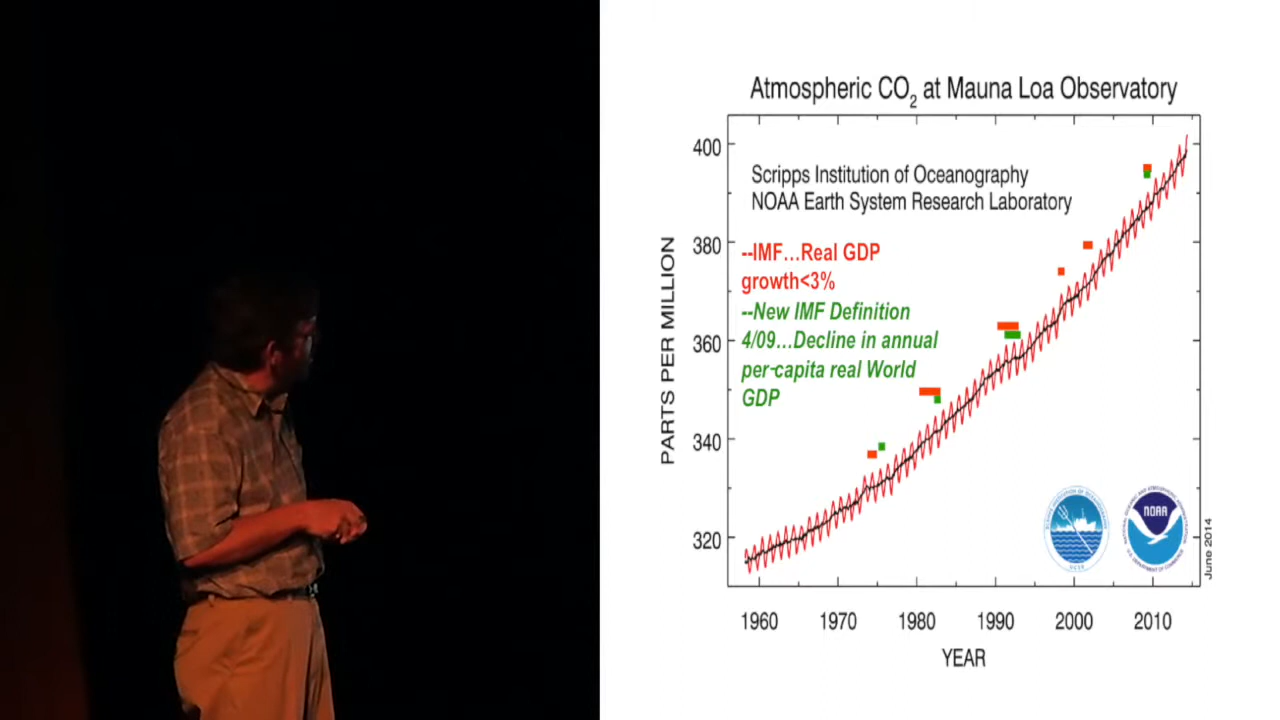 Atmospheric CO2 at Mauna Loa Observatory
Scripps Institution of Oceanography
NOAA Earth System Research Laboratory
--IMF…Real GDP
growth<3%
--New IMF Definition
4/09…Decline in annual
per-capita real World
GDP
PARTS PER MILLION
400
380
360
340
320
1960 1970 1980 1990 2000 2010
YEAR
NOAA
June 2014